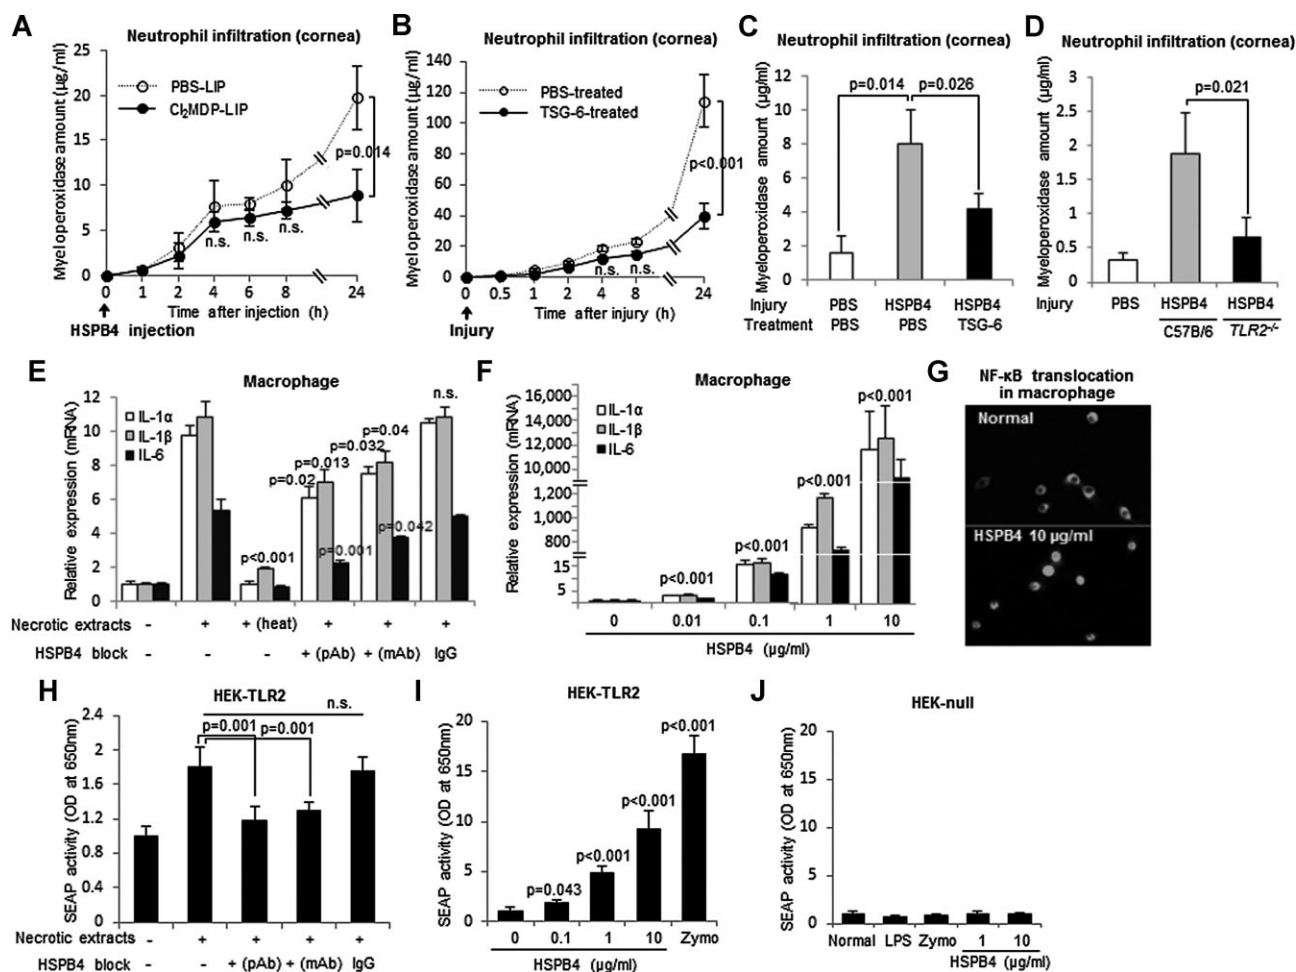 A
Neutrophil infiltration (cornea)
Myeloperoxidase amount (µg/ml)
25
20
15
10
5
0
PBS-LIP
Cl2MDP-LIP
p=0.014
n.s. n.s. n.s.
0 1 2 4 6 8 24
Time after injection (h)
HSPB4 injection
B
Neutrophil infiltration (cornea)
Myeloperoxidase amount (µg/ml)
140
120
100
80
60
40
20
0
PBS-treated
TSG-6-treated
p<0.001
n.s. n.s.
0 0.5 1 2 4 8 24
Time after injury (h)
Injury
C
Neutrophil infiltration (cornea)
Myeloperoxidase amount (µg/ml)
12
10
8
6
4
2
0
p=0.014 p=0.026
Injury PBS HSPB4 HSPB4
Treatment PBS PBS TSG-6
D
Neutrophil infiltration (cornea)
Myeloperoxidase amount (µg/ml)
3
2.5
2
1.5
1
0.5
0
p=0.021
Injury PBS HSPB4 HSPB4
C57B/6 TLR2-/-
E
Macrophage
Relative expression (mRNA)
12
10
8
6
4
2
0
IL-1α
IL-1β
IL-6
n.s.
p=0.04
p=0.032
p=0.013
p=0.02
p=0.042
p=0.001
p<0.001
Necrotic extracts - + + (heat) + + +
HSPB4 block - - - + (pAb) + (mAb) IgG
F
Macrophage
Relative expression (mRNA)
16,000
14,000
12,000
10,000
1,200
1,000
800
15
5
IL-1α
IL-1β
IL-6
p<0.001
p<0.001
p<0.001
p<0.001
0 0.01 0.1 1 10
HSPB4 (µg/ml)
G
NF-κB translocation
in macrophage
Normal
HSPB4 10 µg/ml
H
HEK-TLR2
SEAP activity (OD at 650nm)
2.4
2
1.6
1.2
0.8
0.4
0
n.s.
p=0.001
p=0.001
Necrotic extracts - + + + +
HSPB4 block - - + (pAb) + (mAb) IgG
I
HEK-TLR2
SEAP activity (OD at 650nm)
20
15
10
5
0
p<0.001
p<0.001
p<0.001
p=0.043
0 0.1 1 10 Zymo
HSPB4 (µg/ml)
J
HEK-null
SEAP activity (OD at 650nm)
20
15
10
5
0
Normal LPS Zymo 1 10
HSPB4 (µg/ml)